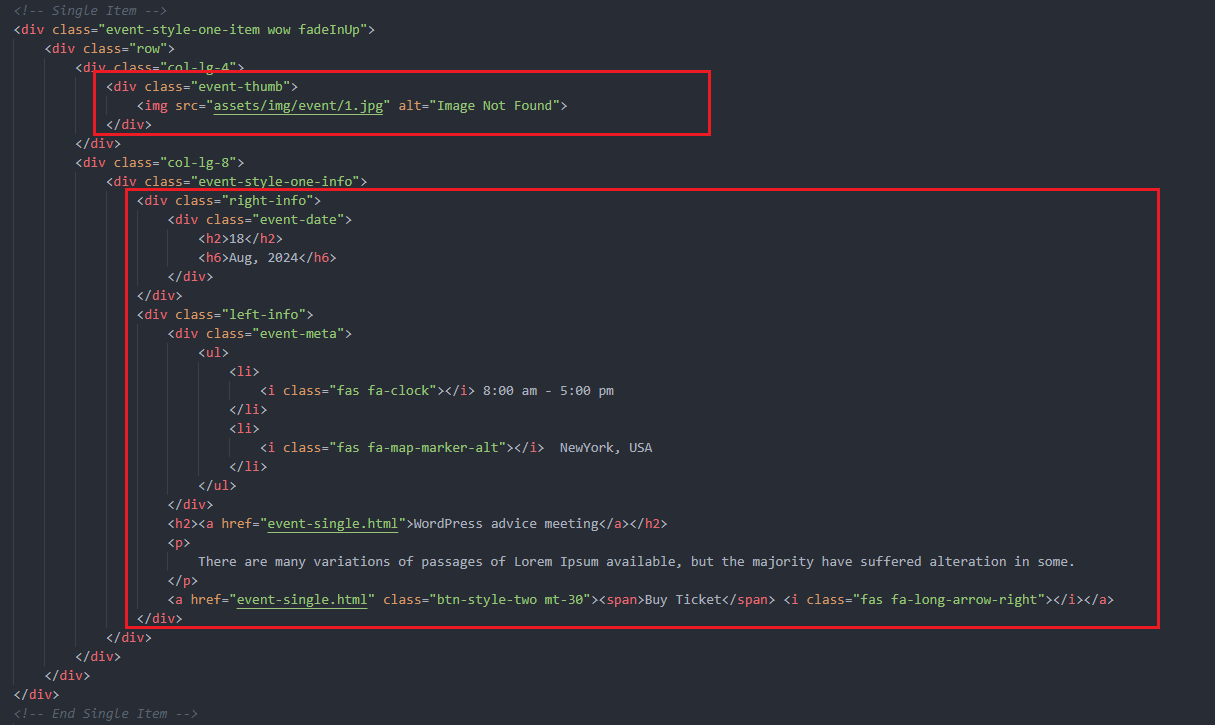 <!-- Single Item -->
<div class="event-style-one-item wow fadeInUp">
<div class="row">
<div class="col-lg-4">
<div class="event-thumb">
<img src="assets/img/event/1.jpg" alt="Image Not Found">
</div>
</div>
<div class="col-lg-8">
<div class="event-style-one-info">
<div class="right-info">
<div class="event-date">
<h2>18</h2>
<h6>Aug, 2024</h6>
</div>
</div>
<div class="left-info">
<div class="event-meta">
<ul>
<li>
<i class="fas fa-clock"></i> 8:00 am - 5:00 pm
</li>
<li>
<i class="fas fa-map-marker-alt"></i>  NewYork, USA
</li>
</ul>
</div>
<h2><a href="event-single.html">WordPress advice meeting</a></h2>
<p>
There are many variations of passages of Lorem Ipsum available, but the majority have suffered alteration in some.
</p>
<a href="event-single.html" class="btn-style-two mt-30"><span>Buy Ticket</span> <i class="fas fa-long-arrow-right"></i></a>
</div>
</div>
</div>
</div>
</div>
<!-- End Single Item -->